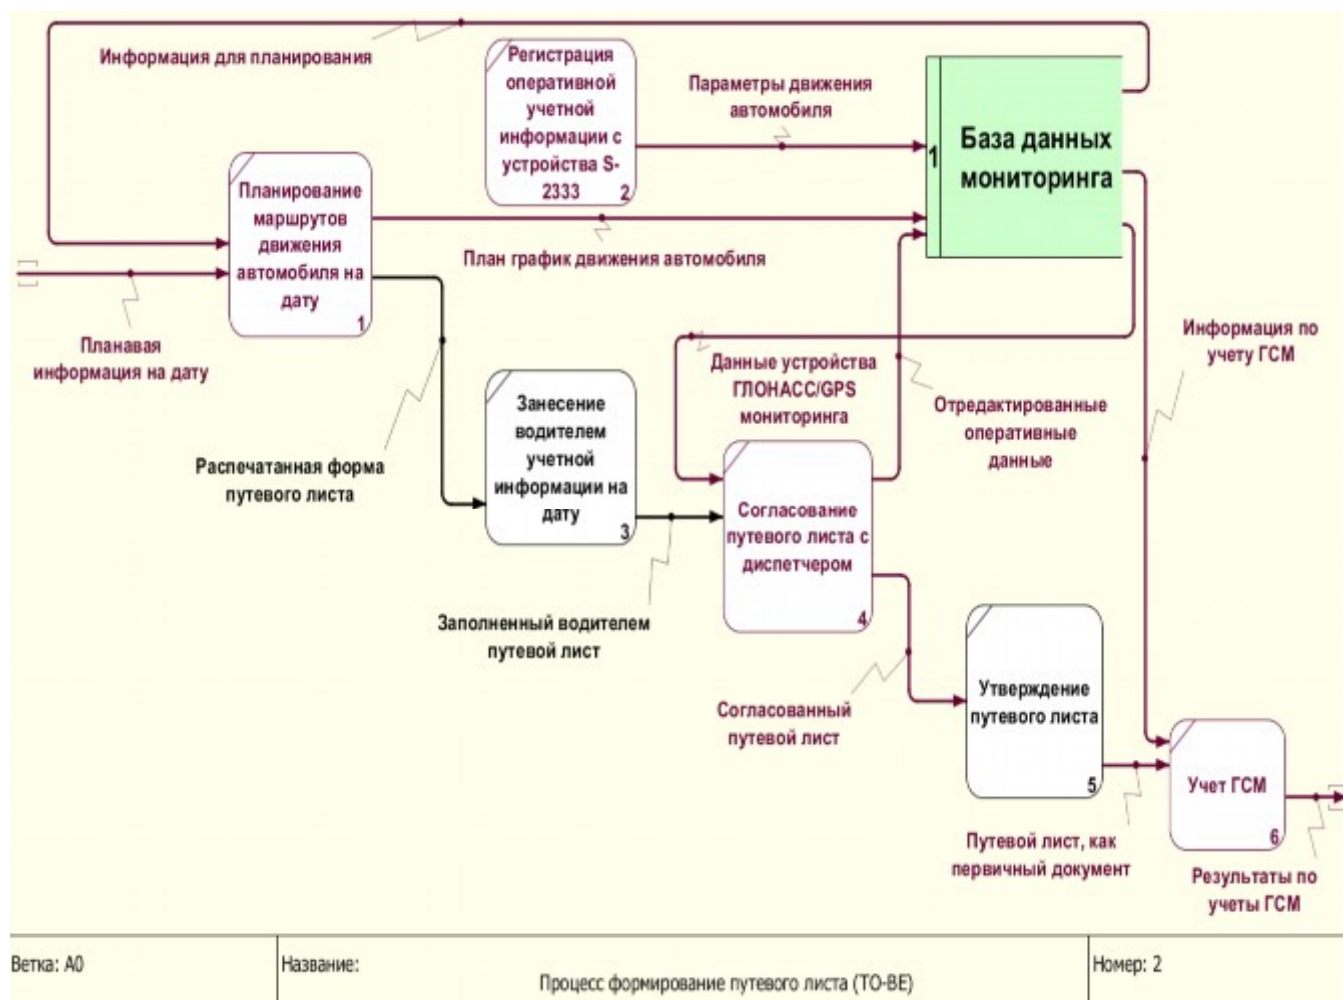 Информация для планирования
Регистрация
оперативной
учетной
информации с
устройства S-
2333
2
Параметры движения
автомобиля
1
База данных
мониторинга
Планирование
маршрутов
движения
автомобиля на
дату
1
План график движения автомобиля
Планавая
информация на дату
Информация по
учету ГСМ
Данные устройства
ГЛОНАСС/GPS
мониторинга
Отредактированные
оперативные
данные
Распечатанная форма
путевого листа
Занесение
водителем
учетной
информации на
дату
3
Согласование
путевого листа с
диспетчером
4
Заполненный водителем
путевой лист
Согласованный
путевой лист
Утверждение
путевого листа
5
Учет ГСМ
6
Путевой лист, как
первичный документ
Результаты по
учеты ГСМ
Ветка: A0
Название:
Процесс формирование путевого листа (TO-BE)
Номер: 2